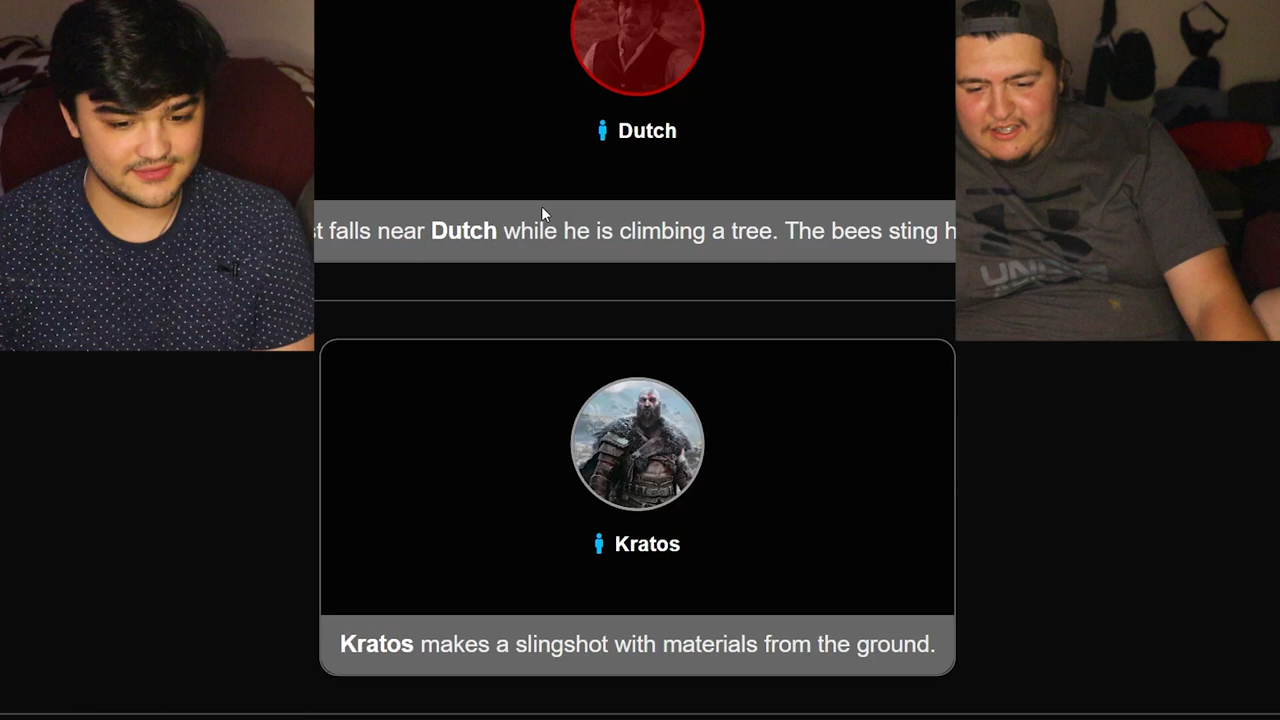 Dutch
t falls near Dutch while he is climbing a tree. The bees sting h
UN
Kratos
Kratos makes a slingshot with materials from the ground.